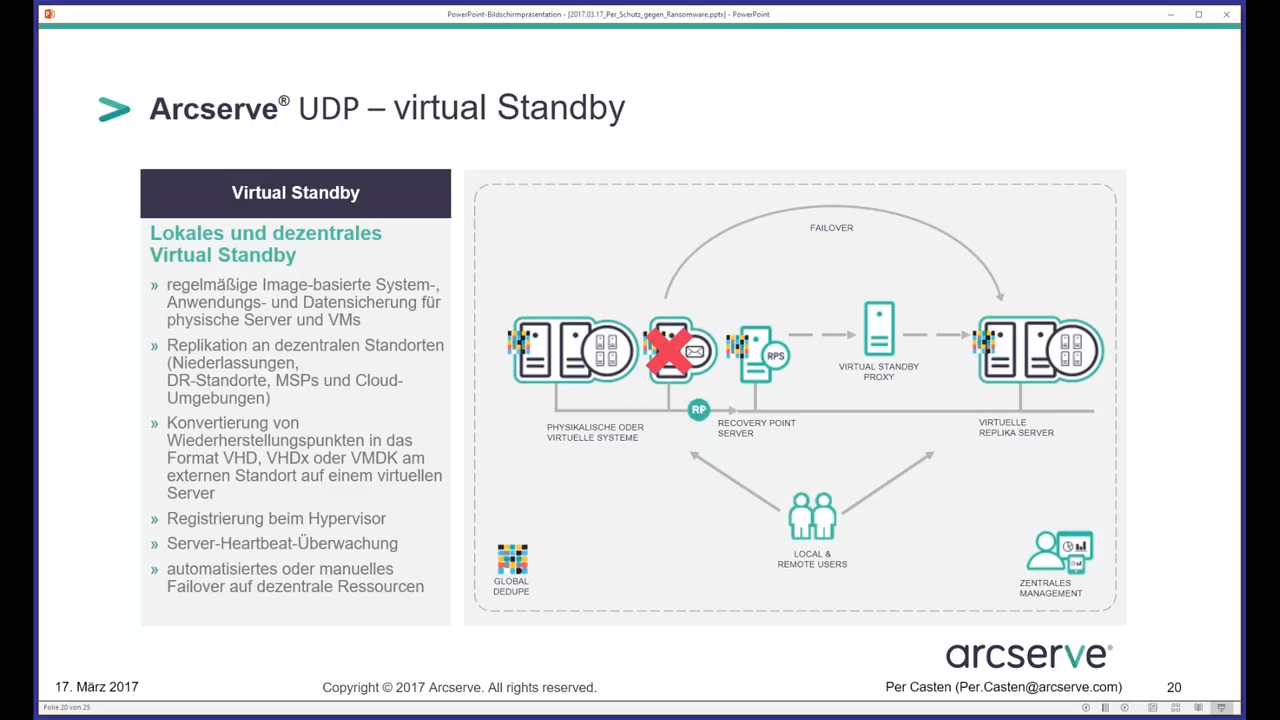 PowerPoint-Bildschirmpräsentation - [2017.03.17_Per_Schutz_gegen_Ransomware.pptx] - PowerPoint
Arcserve® UDP – virtual Standby
Virtual Standby
Lokales und dezentrales
Virtual Standby
» regelmäßige Image-basierte System-,
Anwendungs- und Datensicherung für
physische Server und VMs
» Replikation an dezentralen Standorten
(Niederlassungen,
DR-Standorte, MSPs und Cloud-
Umgebungen)
» Konvertierung von
Wiederherstellungspunkten in das
Format VHD, VHDx oder VMDK am
externen Standort auf einem virtuellen
Server
» Registrierung beim Hypervisor
» Server-Heartbeat-Überwachung
» automatisiertes oder manuelles
Failover auf dezentrale Ressourcen
FAILOVER
RPS
VIRTUAL STANDBY
PROXY
RP
PHYSIKALISCHE ODER
VIRTUELLE SYSTEME
RECOVERY POINT
SERVER
VIRTUELLE
REPLIKA SERVER
LOCAL &
REMOTE USERS
GLOBAL
DEDUPE
ZENTRALES
MANAGEMENT
arcserve®
17. März 2017
Copyright © 2017 Arcserve. All rights reserved.
Per Casten (Per.Casten@arcserve.com)
20
Folie 20 von 25